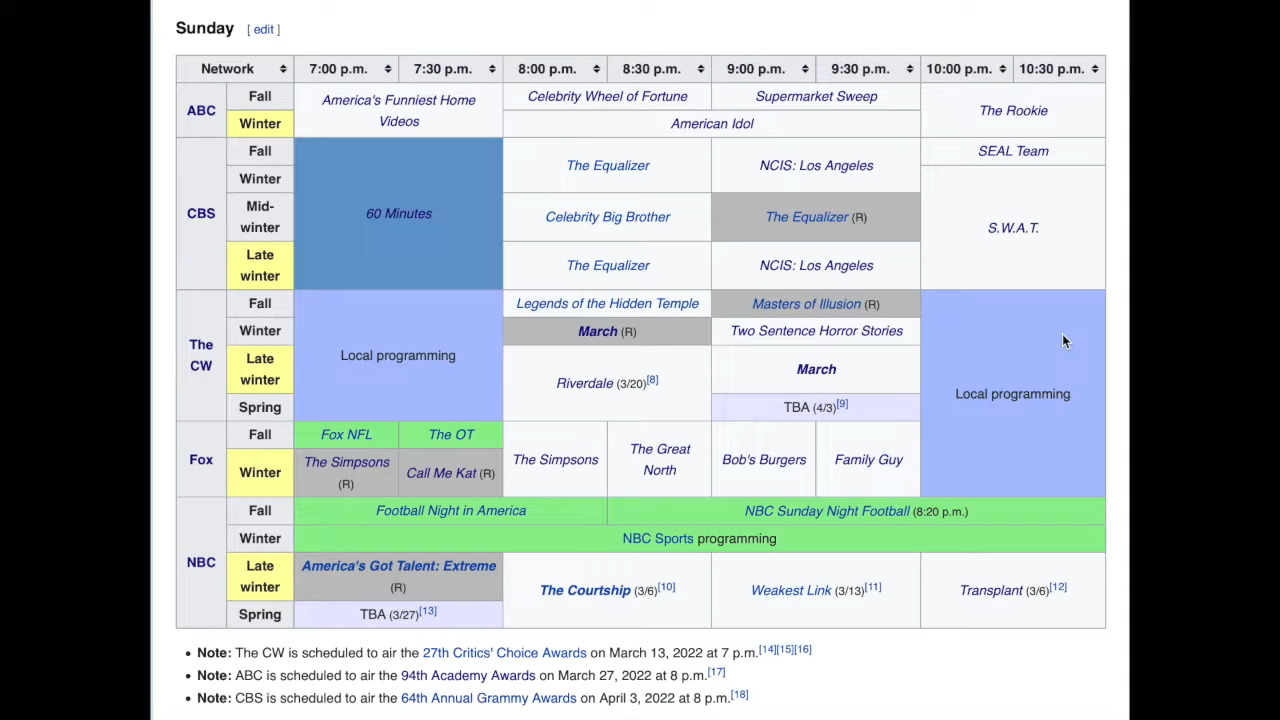 Sunday [ edit ]
Network 7:00 p.m. 7:30 p.m. 8:00 p.m. 8:30 p.m. 9:00 p.m. 9:30 p.m. 10:00 p.m. 10:30 p.m.
ABC
Fall
America's Funniest Home
Videos
Celebrity Wheel of Fortune
Supermarket Sweep
The Rookie
Winter
American Idol
CBS
Fall
60 Minutes
The Equalizer
NCIS: Los Angeles
SEAL Team
Winter
S.W.A.T.
Mid-
winter
Celebrity Big Brother
The Equalizer (R)
Late
winter
The Equalizer
NCIS: Los Angeles
The
CW
Fall
Local programming
Legends of the Hidden Temple
Masters of Illusion (R)
Local programming
Winter
March (R)
Two Sentence Horror Stories
Late
winter
Riverdale (3/20)[8]
March
Spring
TBA (4/3)[9]
Fox
Fall
Fox NFL
The OT
The Simpsons
The Great
North
Bob's Burgers
Family Guy
Winter
The Simpsons
(R)
Call Me Kat (R)
NBC
Fall
Football Night in America
NBC Sunday Night Football (8:20 p.m.)
Winter
NBC Sports programming
Late
winter
America's Got Talent: Extreme
(R)
The Courtship (3/6)[10]
Weakest Link (3/13)[11]
Transplant (3/6)[12]
Spring
TBA (3/27)[13]
• Note: The CW is scheduled to air the 27th Critics' Choice Awards on March 13, 2022 at 7 p.m.[14][15][16]
• Note: ABC is scheduled to air the 94th Academy Awards on March 27, 2022 at 8 p.m.[17]
• Note: CBS is scheduled to air the 64th Annual Grammy Awards on April 3, 2022 at 8 p.m.[18]